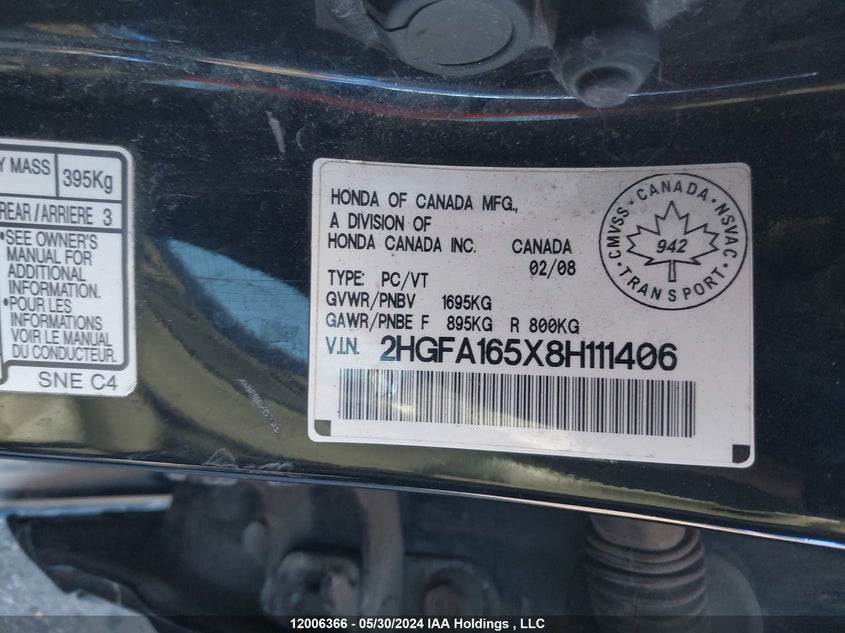 Y MASS 395Kg
REAR/ARRIERE 3
•SEE OWNER'S
MANUAL FOR
ADDITIONAL
INFORMATION.
•POUR LES
INFORMATIONS
VOIR LE MANUEL
DU CONDUCTEUR.
SNE C4
HONDA OF CANADA MFG.,
A DIVISION OF
HONDA CANADA INC. CANADA
02/08
TYPE: PC/VT
GVWR/PNBV 1695KG
GAWR/PNBE F 895KG R 800KG
V.I.N. 2HGFA165X8H111406
CMVSS · CANADA · NSVAC
942
TRANSPORT
12006366 - 05/30/2024 IAA Holdings , LLC